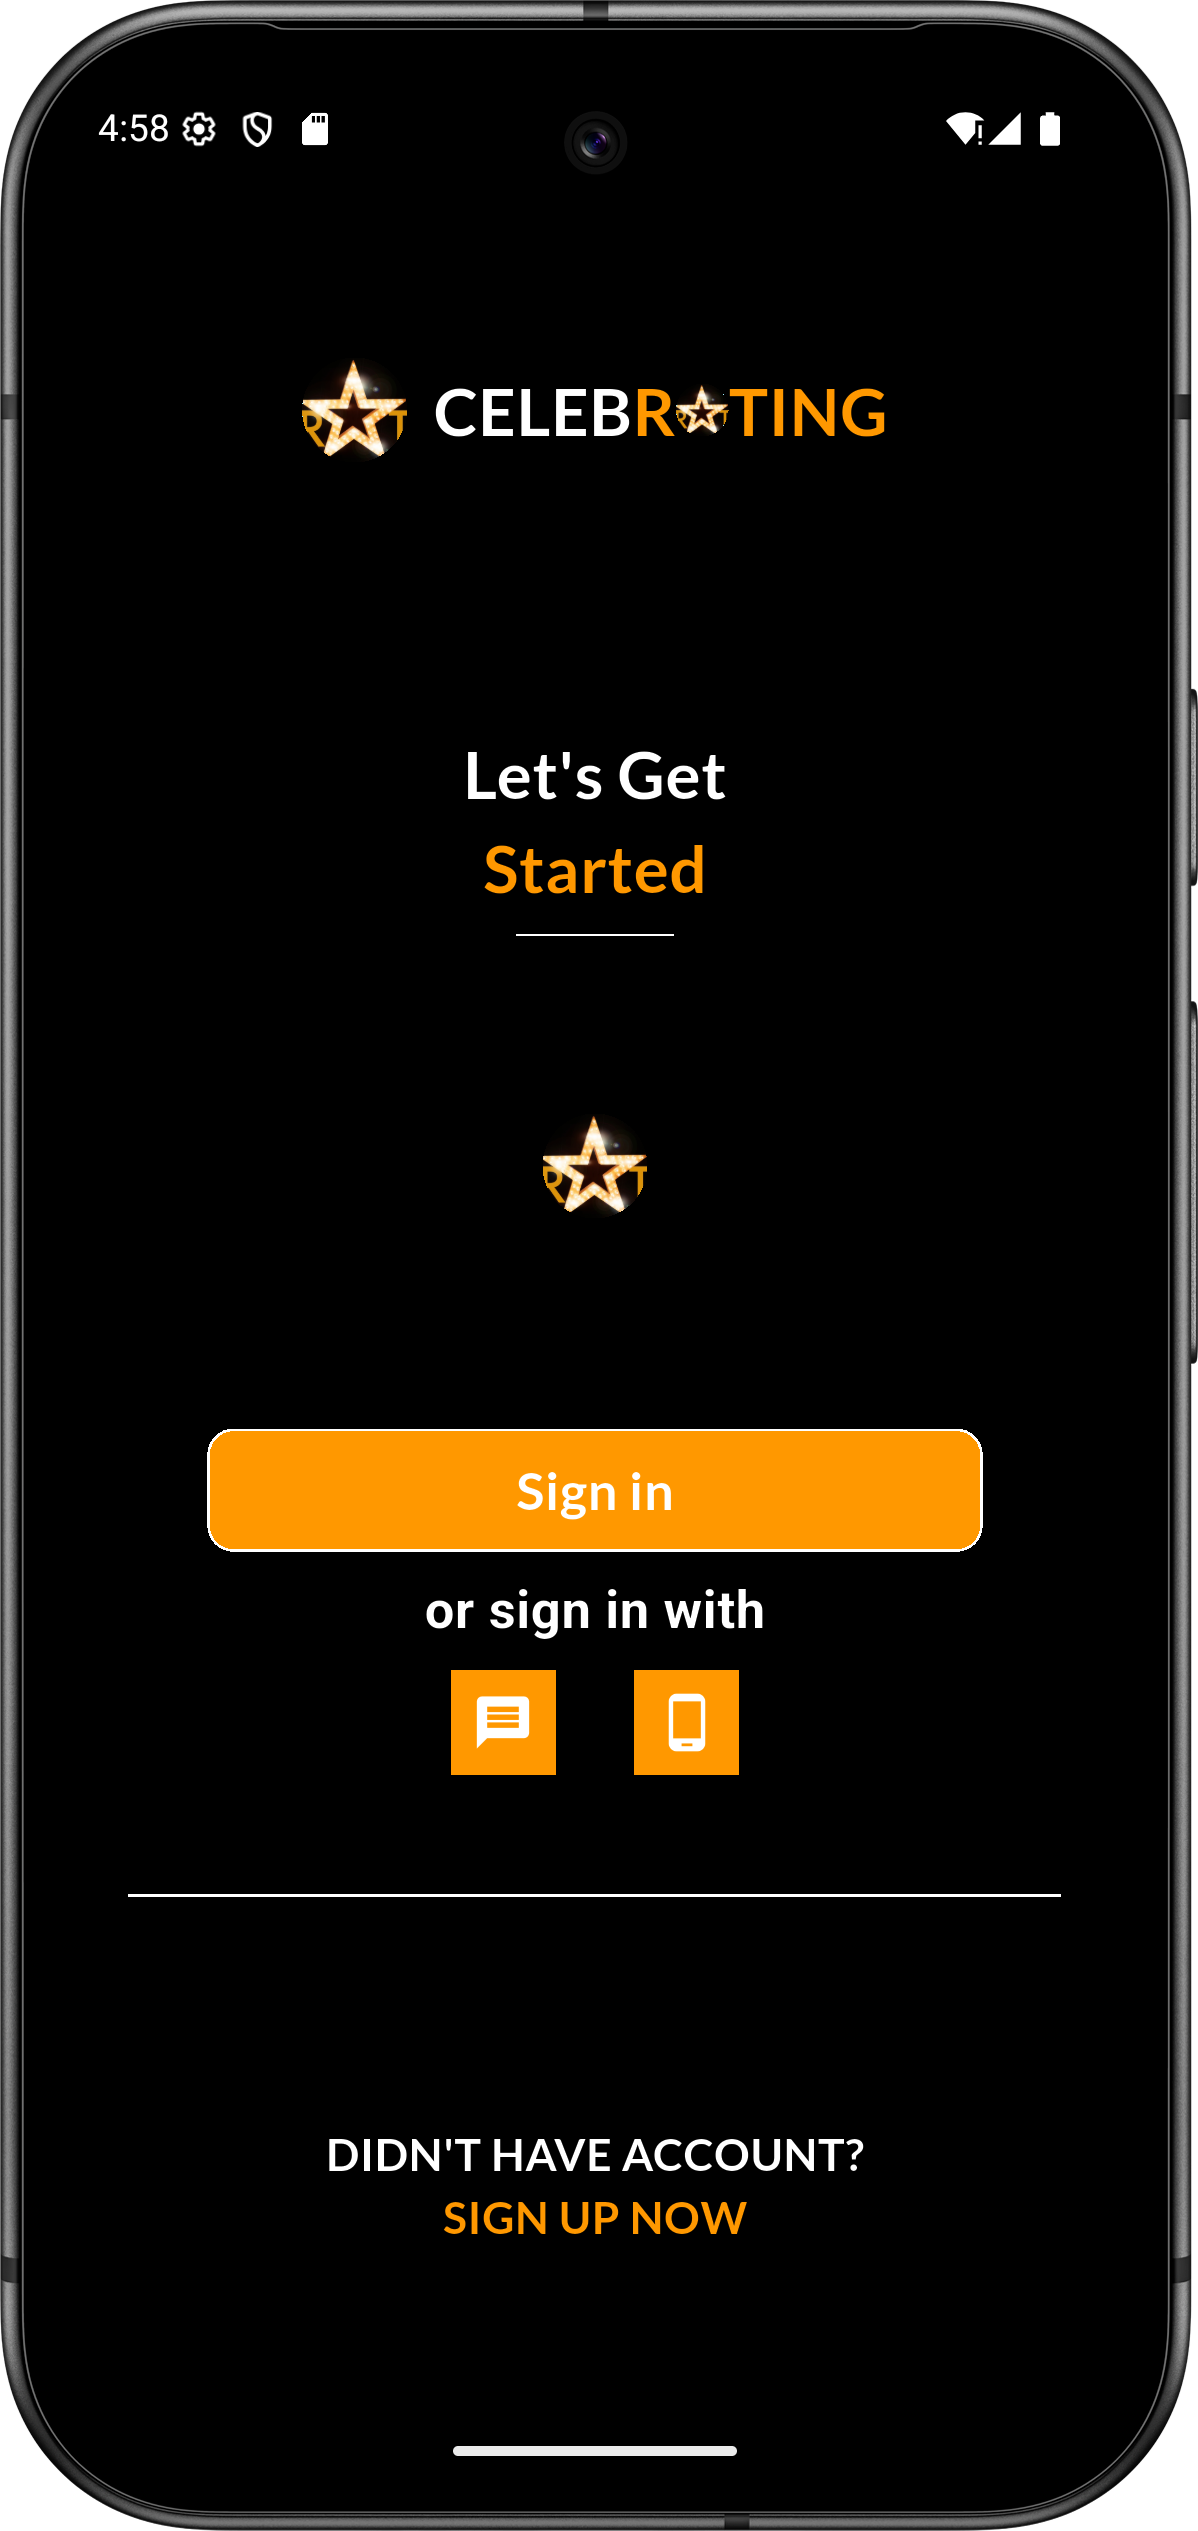 4:58
CELEBR TING
Let's Get
Started
R T
Sign in
or sign in with
DIDN'T HAVE ACCOUNT?
SIGN UP NOW